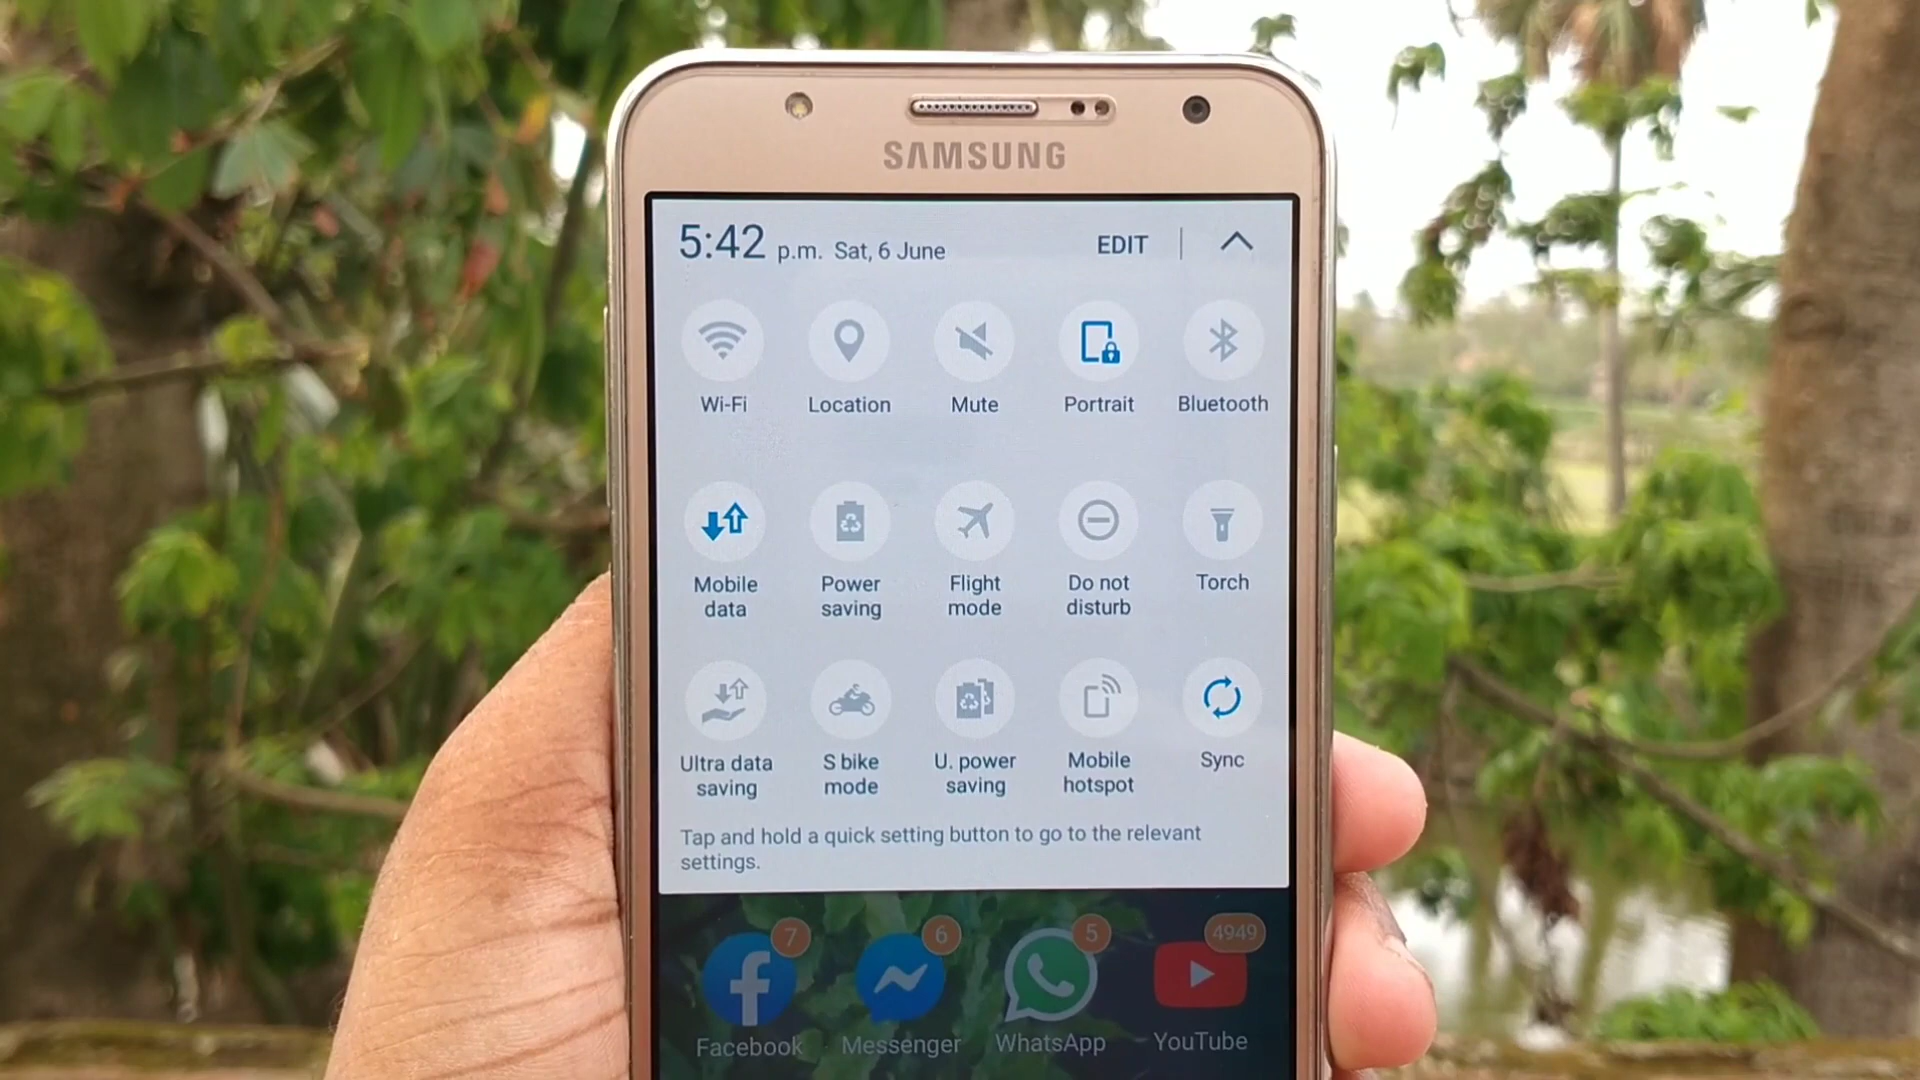 SAMSUNG
5:42 p.m. Sat, 6 June EDIT
Wi-Fi Location Mute Portrait Bluetooth
Mobile data
Power saving
Flight mode
Do not disturb
Torch
Ultra data saving
S bike mode
U. power saving
Mobile hotspot
Sync
Tap and hold a quick setting button to go to the relevant
settings.
7 6 5 4949
Facebook Messenger WhatsApp YouTube